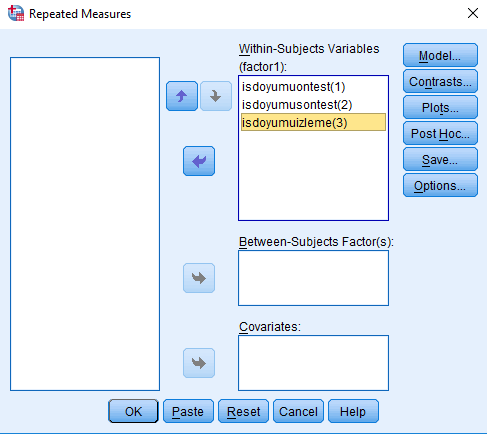 Repeated Measures
Within-Subjects Variables
(factor1):
isdoyumuontest(1)
isdoyumusontest(2)
isdoyumuizleme(3)
Model...
Contrasts...
Plots...
Post Hoc...
Save...
Options...
Between-Subjects Factor(s):
Covariates:
OK Paste Reset Cancel Help